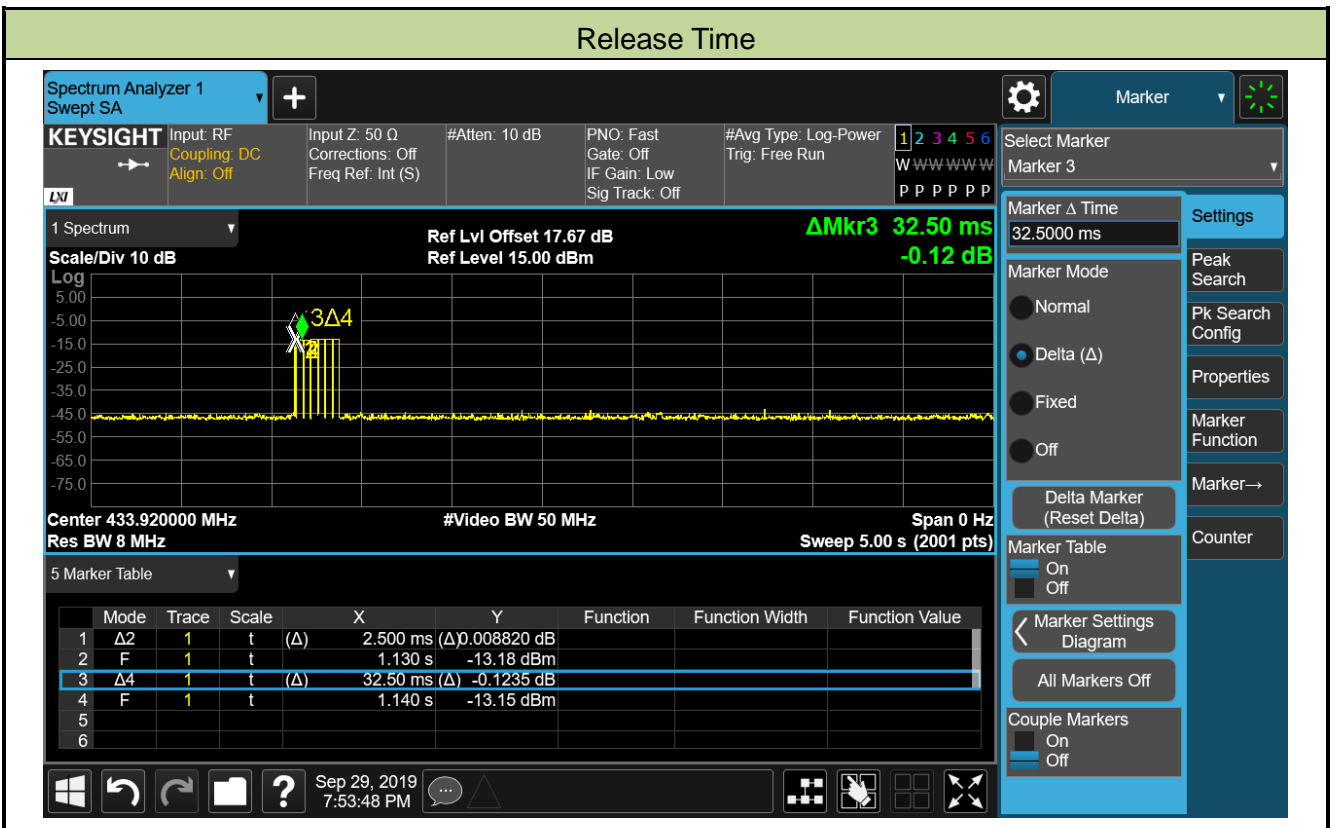 Release Time
Spectrum Analyzer 1
Swept SA
Marker
KEYSIGHT
LXI
Input: RF
Coupling: DC
Align: Off
Input Z: 50 Ω
Corrections: Off
Freq Ref: Int (S)
#Atten: 10 dB
PNO: Fast
Gate: Off
IF Gain: Low
Sig Track: Off
#Avg Type: Log-Power
Trig: Free Run
1 2 3 4 5 6
W W W W W W
P P P P P P
Select Marker
Marker 3
1 Spectrum
Ref Lvl Offset 17.67 dB
ΔMkr3 32.50 ms
Scale/Div 10 dB
Ref Level 15.00 dBm
-0.12 dB
Log
5.00
-5.00
-15.0
-25.0
-35.0
-45.0
-55.0
-65.0
-75.0
3Δ4
Center 433.920000 MHz
#Video BW 50 MHz
Span 0 Hz
Res BW 8 MHz
Sweep 5.00 s (2001 pts)
5 Marker Table
Mode Trace Scale X Y Function Function Width Function Value
1 Δ2 1 t (Δ) 2.500 ms (Δ) 0.008820 dB
2 F 1 t 1.130 s -13.18 dBm
3 Δ4 1 t (Δ) 32.50 ms (Δ) -0.1235 dB
4 F 1 t 1.140 s -13.15 dBm
5
6
Marker Δ Time
32.5000 ms
Marker Mode
Normal
Delta (Δ)
Fixed
Off
Delta Marker
(Reset Delta)
Marker Table
On
Off
Marker Settings
Diagram
All Markers Off
Couple Markers
On
Off
Settings
Peak
Search
Pk Search
Config
Properties
Marker
Function
Marker→
Counter
?
Sep 29, 2019
7:53:48 PM